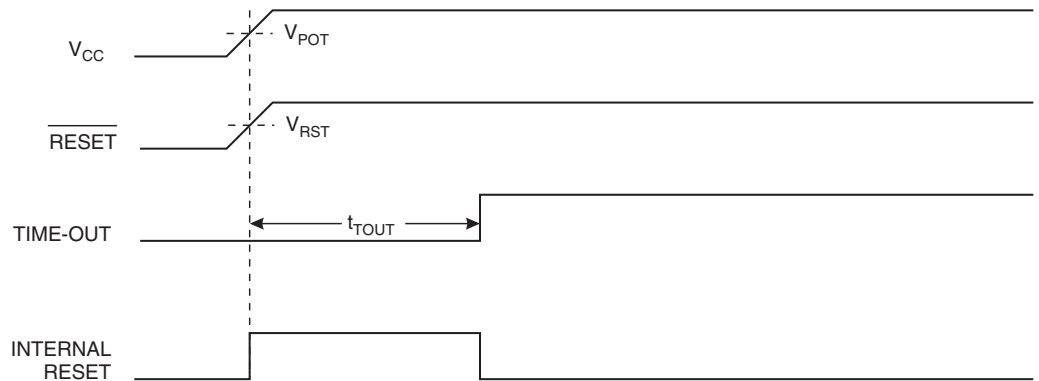 VCC
VPOT
RESET
VRST
TIME-OUT
tTOUT
INTERNAL
RESET